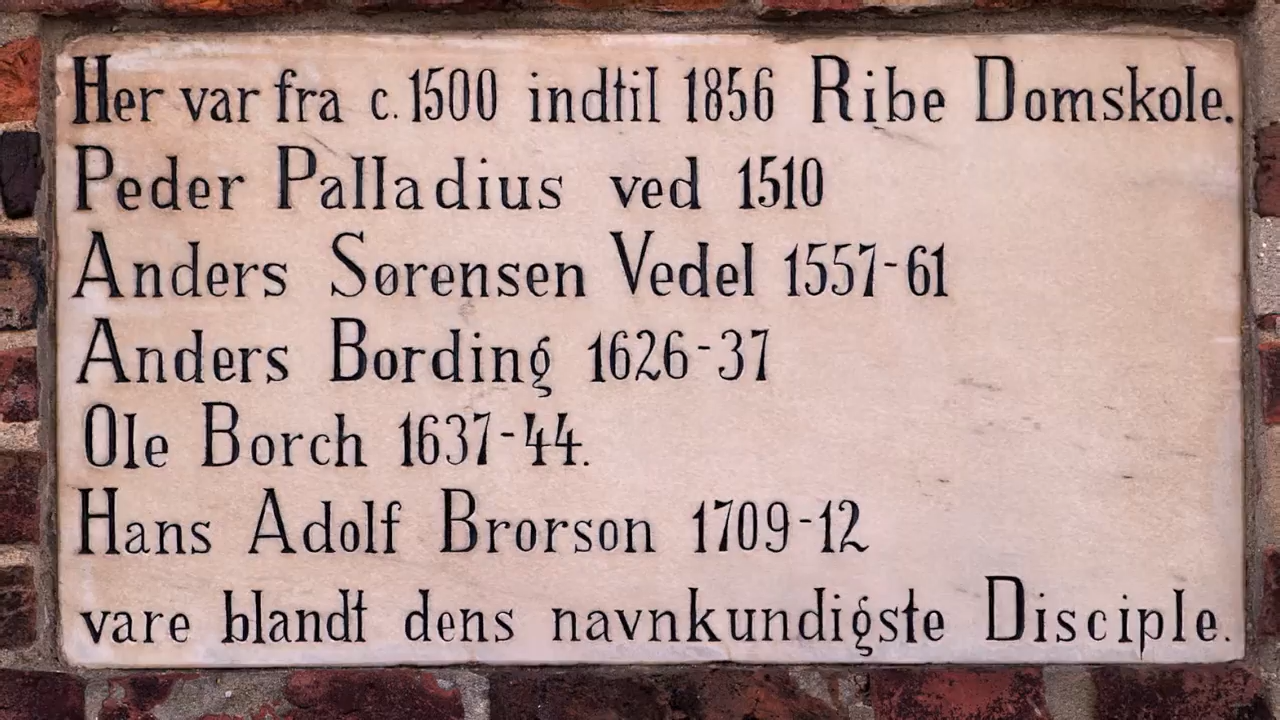 Her var fra c. 1500 indtil 1856 Ribe Domskole.
Peder Palladius ved 1510
Anders Sørensen Vedel 1557-61
Anders Bording 1626-37
Ole Borch 1637-44.
Hans Adolf Brorson 1709-12
vare blandt dens navnkundigste Disciple.